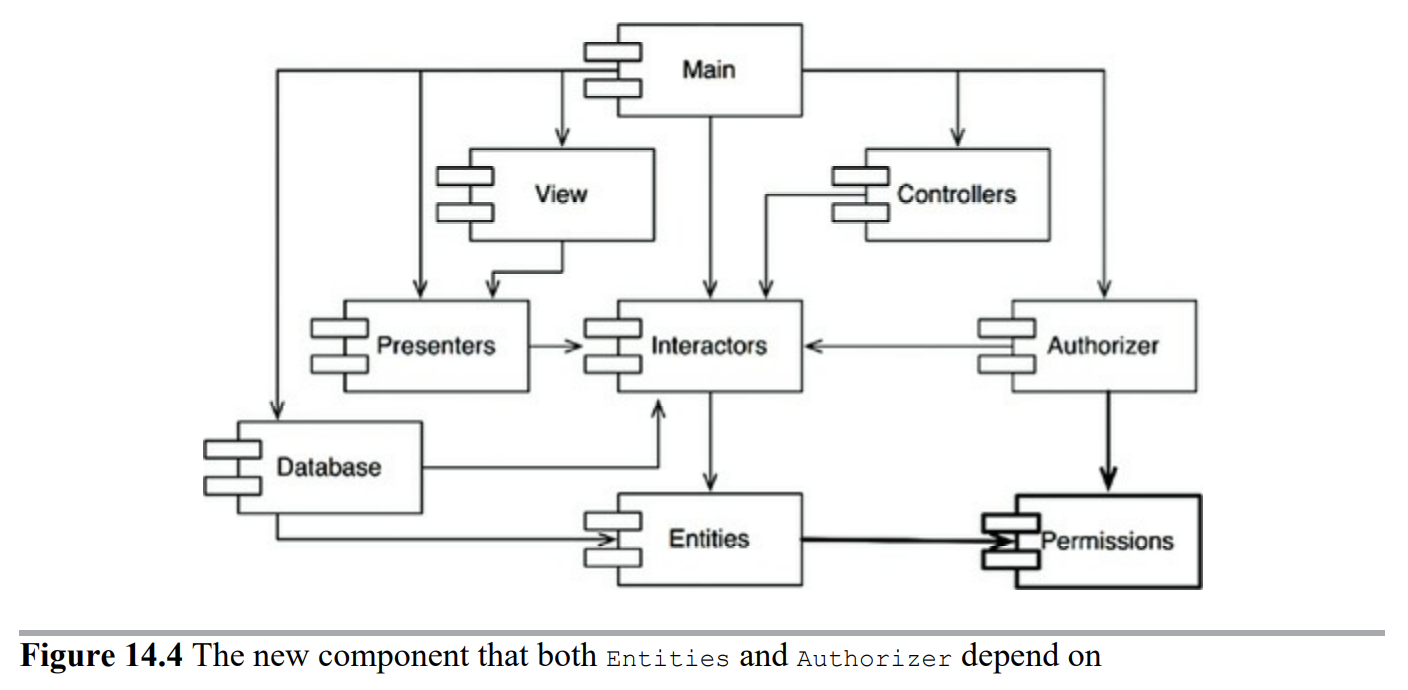 Main
View
Controllers
Presenters
Interactors
Authorizer
Database
Entities
Permissions
Figure 14.4 The new component that both Entities and Authorizer depend on